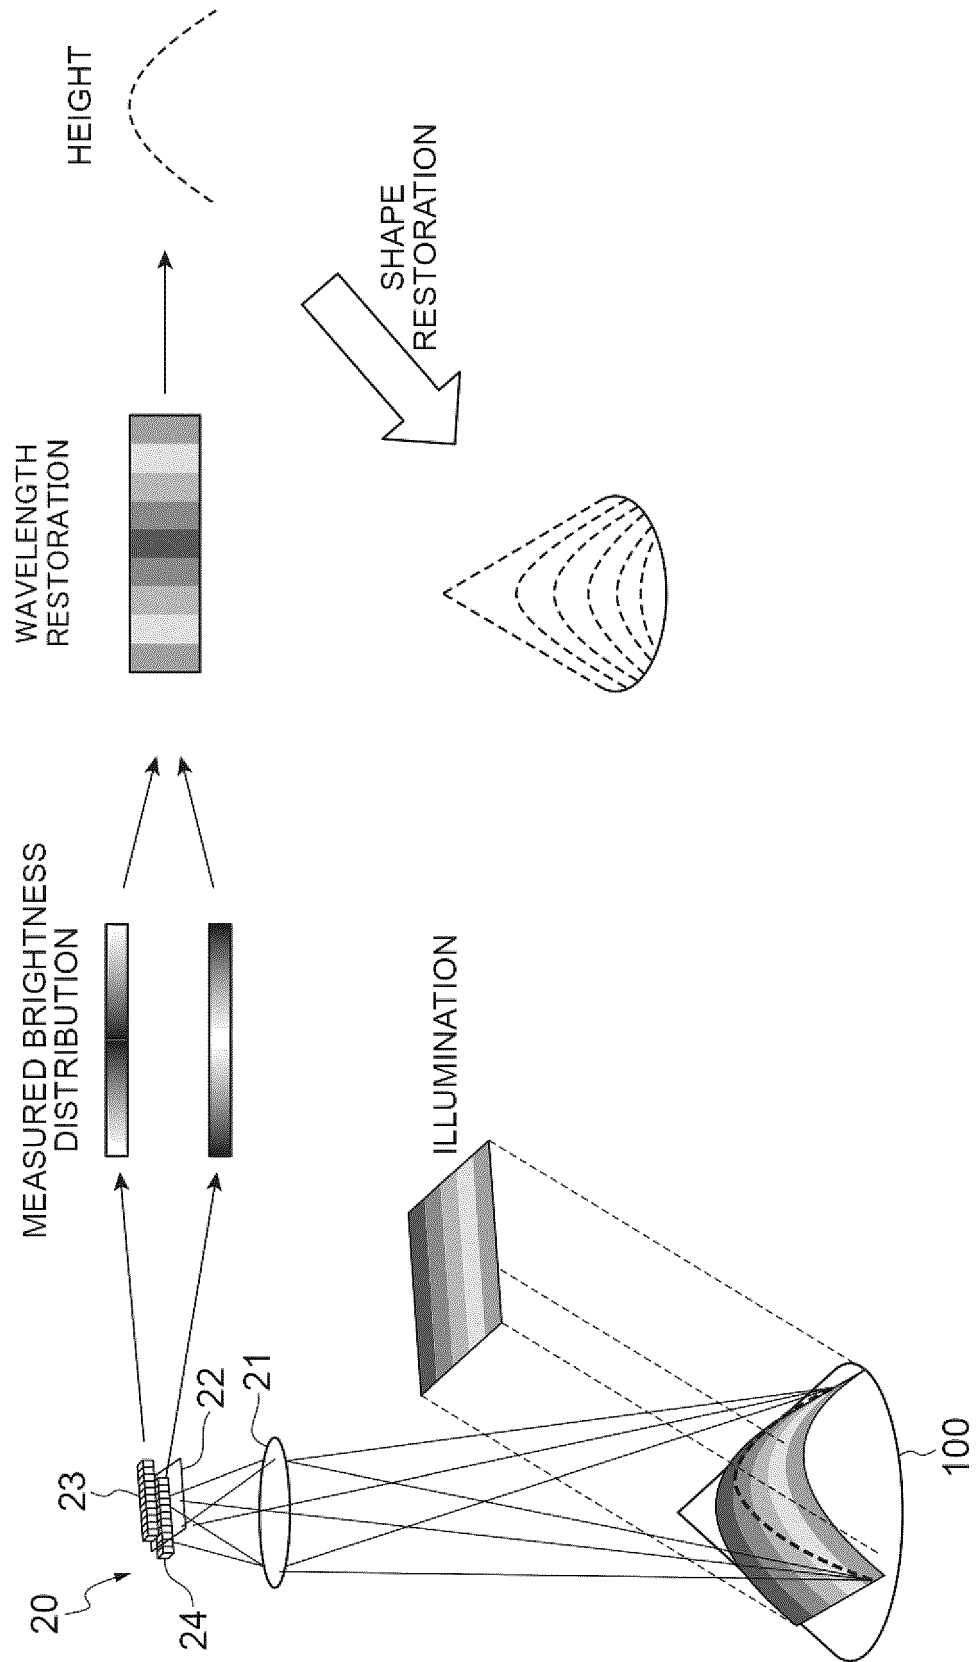 MEASURED BRIGHTNESS
DISTRIBUTION
WAVELENGTH
RESTORATION
HEIGHT
SHAPE
RESTORATION
ILLUMINATION
20
23
24
22
21
100